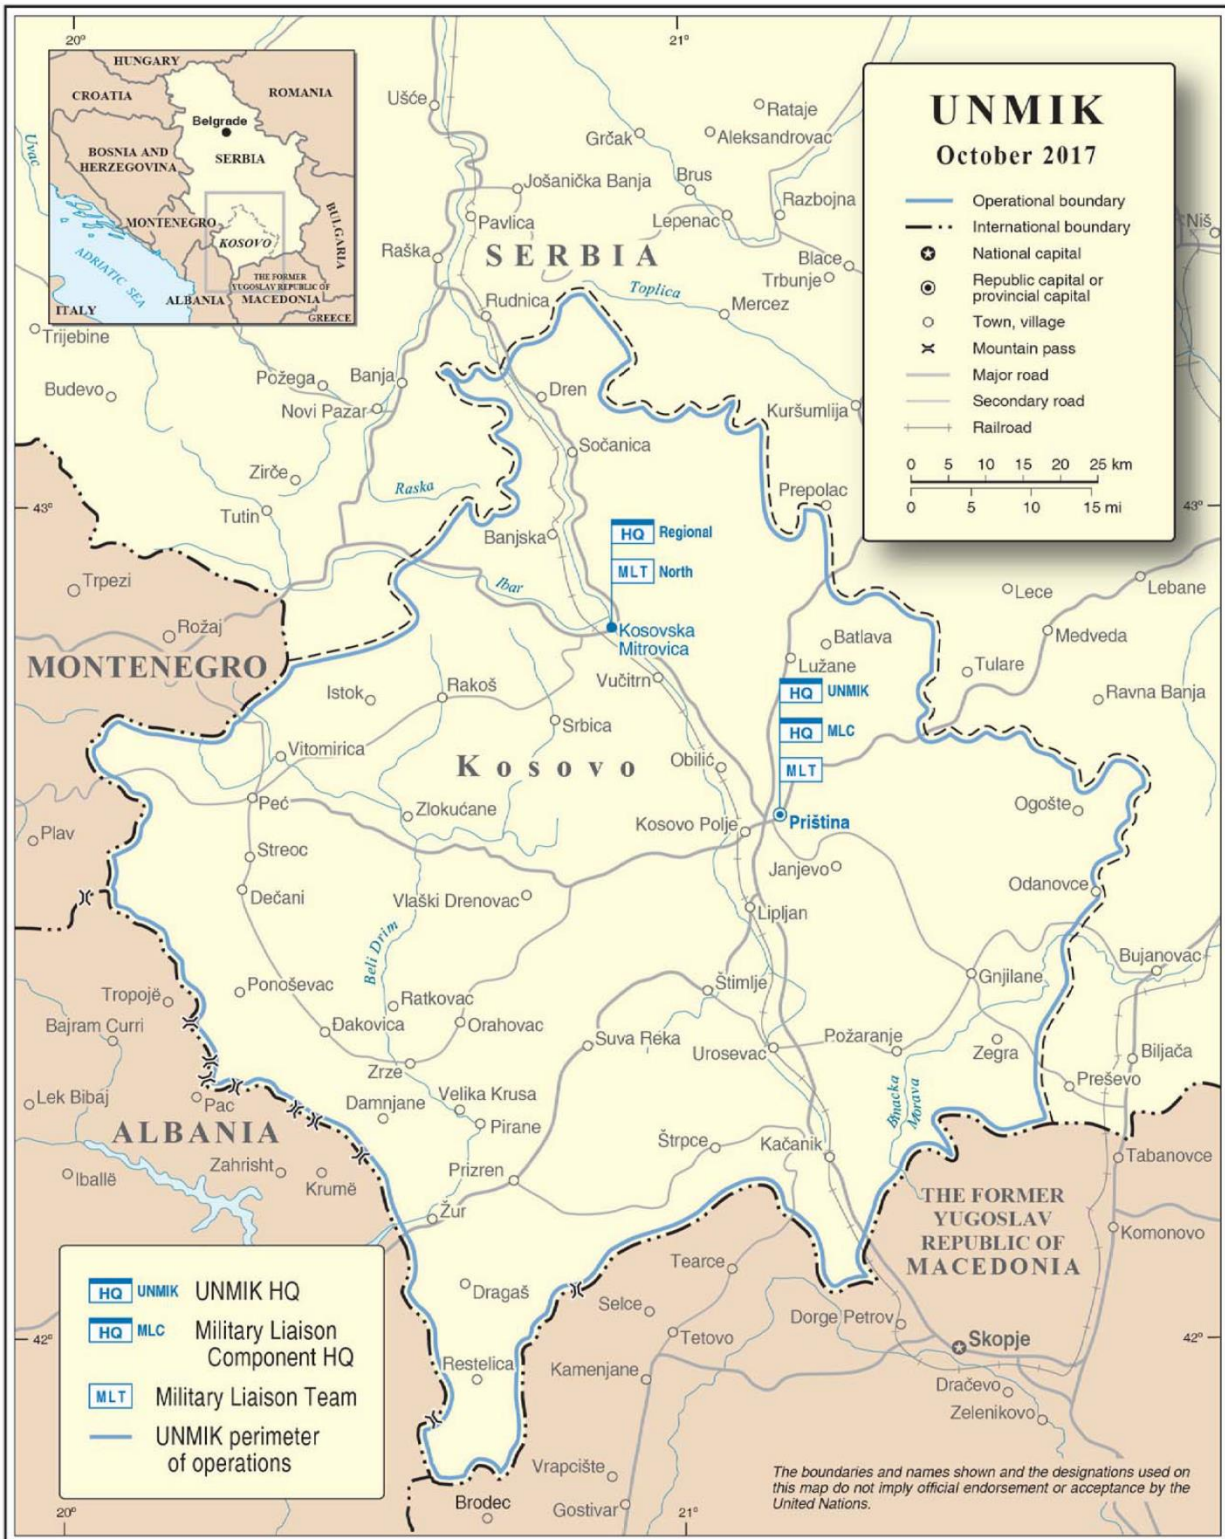 20°
21°
HUNGARY
CROATIA
ROMANIA
Belgrade
BOSNIA AND
HERZEGOVINA
SERBIA
MONTENEGRO
KOSOVO
BULGARIA
ADRIATIC SEA
THE FORMER
YUGOSLAV REPUBLIC OF
ALBANIA
MACEDONIA
ITALY
GREECE
UNMIK
October 2017
Operational boundary
International boundary
National capital
Republic capital or
provincial capital
Town, village
Mountain pass
Major road
Secondary road
Railroad
0 5 10 15 20 25 km
0 5 10 15 mi
Uvac
Ušće
Rataje
Grčak
Aleksandrovac
Jošanička Banja
Brus
Razbojna
Pavlica
Lepenac
Niš
Raška
SERBIA
Blace
Trbunje
Toplica
Rudnica
Mercez
Trijebine
Budevo
Požega
Banja
Dren
Novi Pazar
Kuršumlija
Sočanica
Zirče
Raska
Prepolac
43°
43°
Tutin
Banjska
HQ Regional
MLT North
Ibar
Trpezi
Lece
Lebane
Rožaj
Kosovska
Mitrovica
Batlava
Medveda
MONTENEGRO
Lužane
Tulare
Vučitrn
Istok
Rakoš
HQ UNMIK
Ravna Banja
Srbica
HQ MLC
Vitomirica
Kosovo
Obilić
MLT
Peć
Zlokućane
Ogošte
Plav
Kosovo Polje
Priština
Streoc
Janjevo
Dečani
Vlaški Drenovac
Odanovce
Lipljan
Beli Drim
Bujanovac
Gnjilane
Štimlje
Ponoševac
Tropojë
Ratkovac
Bajram Curri
Đakovica
Orahovac
Suva Reka
Požaranje
Urosevac
Zegra
Biljača
Zrze
Preševo
Lek Bibaj
Pac
Damnjane
Velika Krusa
Binacka
Morava
ALBANIA
Pirane
Štrpce
Kačanik
Tabanovce
Iballë
Zahrisht
Krumë
Prizren
THE FORMER
YUGOSLAV
REPUBLIC OF
MACEDONIA
Žur
Komonovo
Tearce
Dragaš
Selce
Dorge Petrov
42°
42°
Tetovo
Skopje
Restelica
Kamenjane
Dračevo
Zelenikovo
Vrapcište
Brodec
Gostivar
HQ UNMIK UNMIK HQ
HQ MLC Military Liaison
Component HQ
MLT Military Liaison Team
UNMIK perimeter
of operations
The boundaries and names shown and the designations used on
this map do not imply official endorsement or acceptance by the
United Nations.
20°
21°